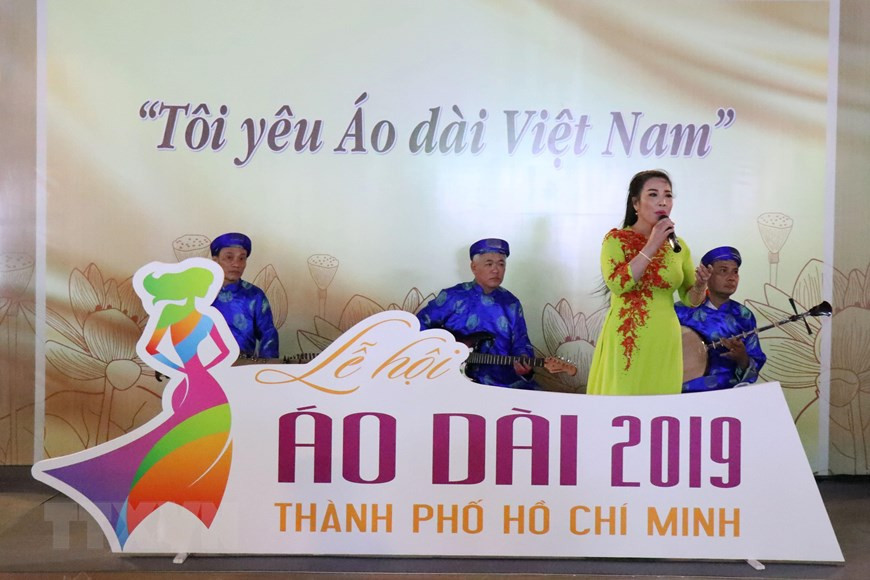 “Tôi yêu Áo dài Việt Nam”
Lễ hội
ÁO DÀI 2019
THÀNH PHỐ HỒ CHÍ MINH